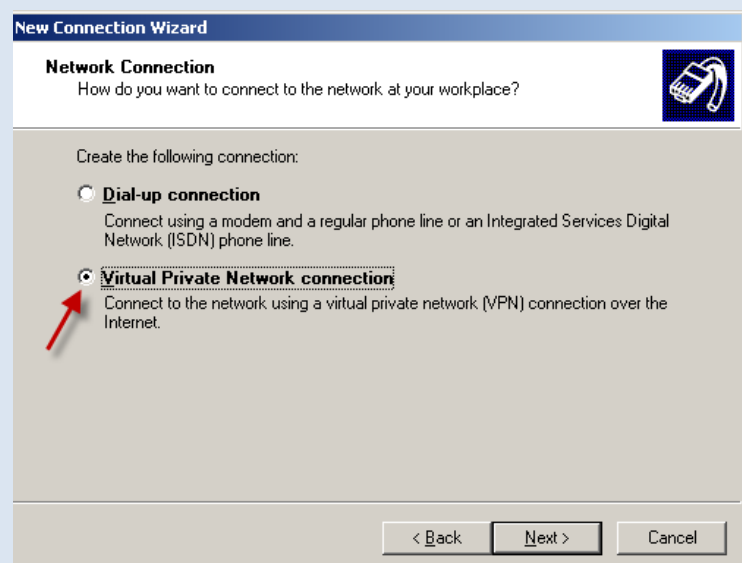 New Connection Wizard
Network Connection
How do you want to connect to the network at your workplace?
Create the following connection:
Dial-up connection
Connect using a modem and a regular phone line or an Integrated Services Digital
Network (ISDN) phone line.
Virtual Private Network connection
Connect to the network using a virtual private network (VPN) connection over the
Internet.
< Back Next > Cancel